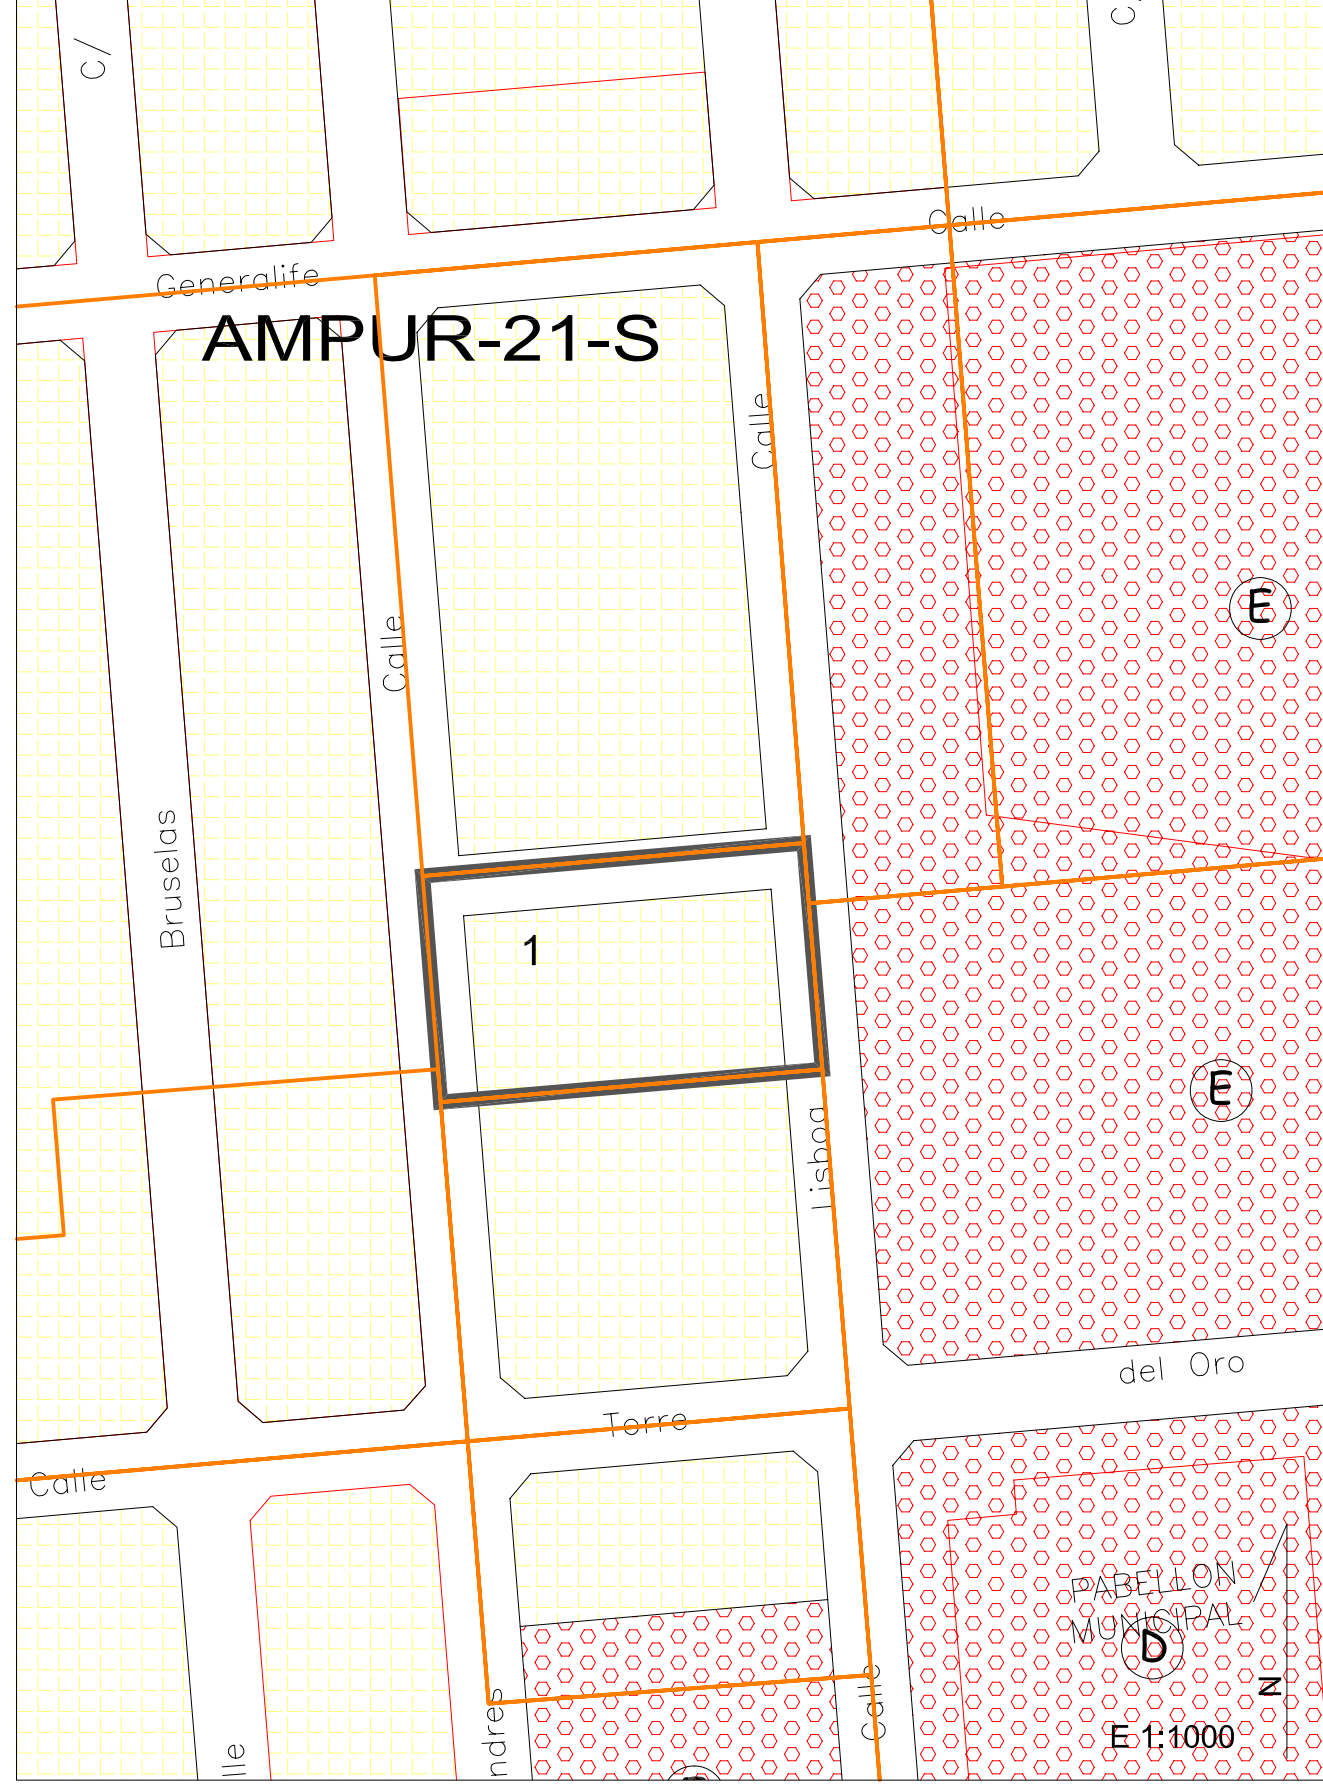 C/
C/
Calle
Generalife
AMPUR-21-S
Calle
Calle
E
Bruselas
1
E
Lisboa
del Oro
Torre
Calle
PABELLON
MUNICIPAL
D
N
E 1:1000
Calle
ndres
lle